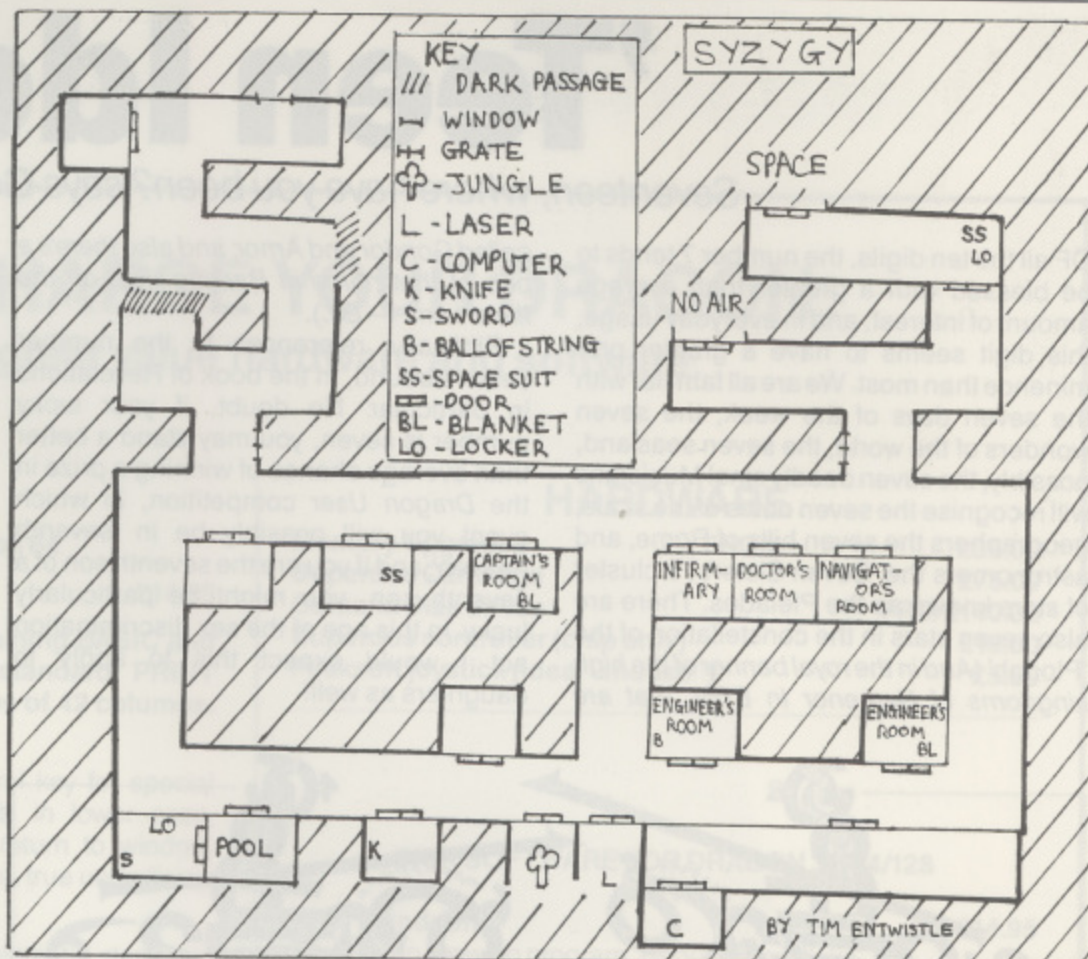 SYZYGY
KEY
DARK PASSAGE
WINDOW
GRATE
- JUNGLE
L - LASER
C - COMPUTER
K - KNIFE
S - SWORD
B - BALL OF STRING
SS - SPACE SUIT
- DOOR
BL - BLANKET
LO - LOCKER
SPACE
SS
LO
NO AIR
SS
CAPTAIN'S
ROOM
BL
INFIRM-
ARY
DOCTOR'S
ROOM
NAVIGAT-
OR'S
ROOM
ENGINEER'S
ROOM
B
ENGINEER'S
ROOM
BL
LO
S
POOL
K
L
C
BY TIM ENTWISTLE